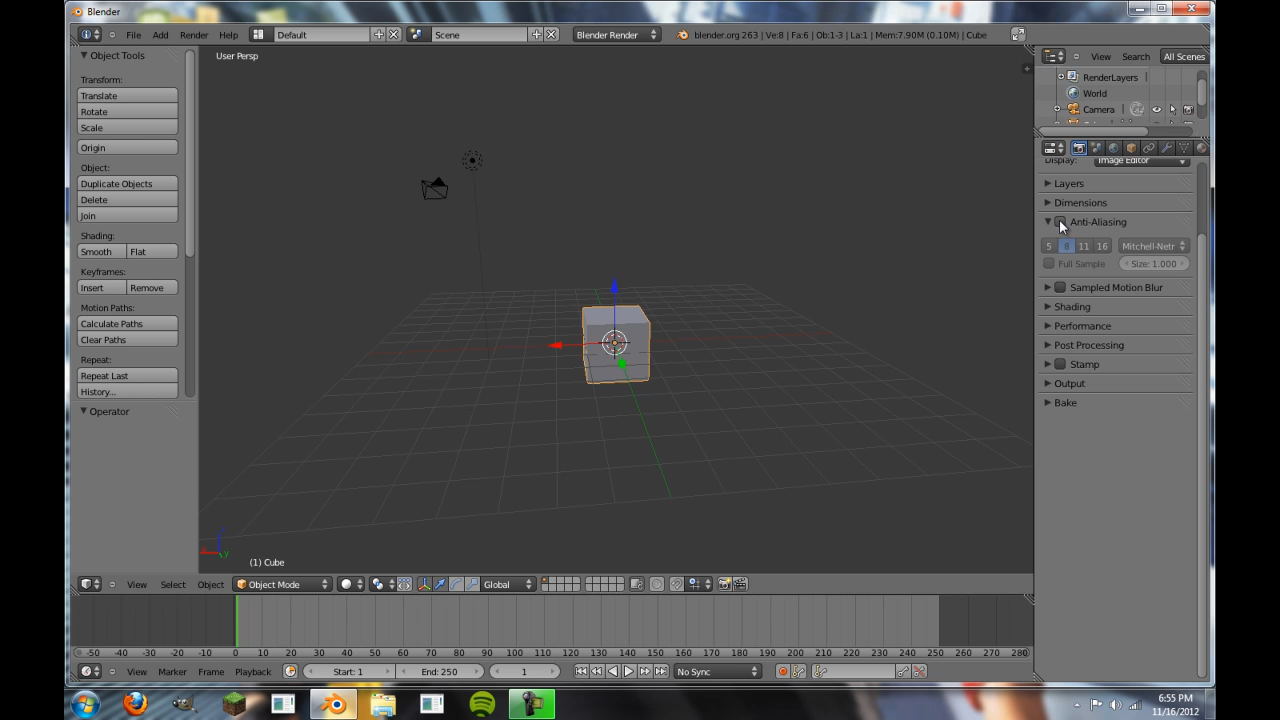 Blender
File Add Render Help Default Scene Blender Render blender.org 263 | Ve:8 | Fa:6 | Ob:1-3 | La:1 | Mem:7.90M (0.10M) | Cube
Object Tools
Transform:
Translate
Rotate
Scale
Origin
Object:
Duplicate Objects
Delete
Join
Shading:
Smooth Flat
Keyframes:
Insert Remove
Motion Paths:
Calculate Paths
Clear Paths
Repeat:
Repeat Last
History...
Operator
User Persp
(1) Cube
View Select Object Object Mode Global
-50 -40 -30 -20 -10 0 10 20 30 40 50 60 70 80 90 100 110 120 130 140 150 160 170 180 190 200 210 220 230 240 250 260 270 280
View Marker Frame Playback Start: 1 End: 250 1 No Sync
View Search All Scenes
RenderLayers
World
Camera
Display: Image Editor
Layers
Dimensions
Anti-Aliasing
5 8 11 16 Mitchell-Netr
Full Sample Size: 1.000
Sampled Motion Blur
Shading
Performance
Post Processing
Stamp
Output
Bake
6:55 PM
11/16/2012